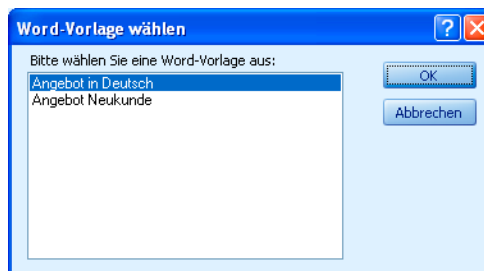 Word-Vorlage wählen
Bitte wählen Sie eine Word-Vorlage aus:
Angebot in Deutsch
Angebot Neukunde
OK
Abbrechen